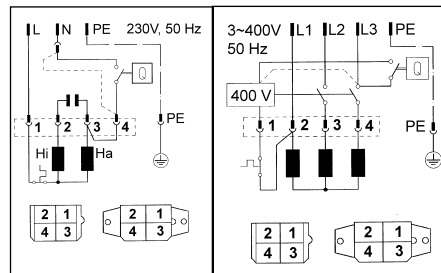 L N PE 230V, 50 Hz
Q
1 2 3 4 PE
Hi Ha
2 1
4 3
2 1
4 3
3~400V L1 L2 L3 PE
50 Hz
Q
400 V
1 2 3 4
PE
2 1
4 3
2 1
4 3